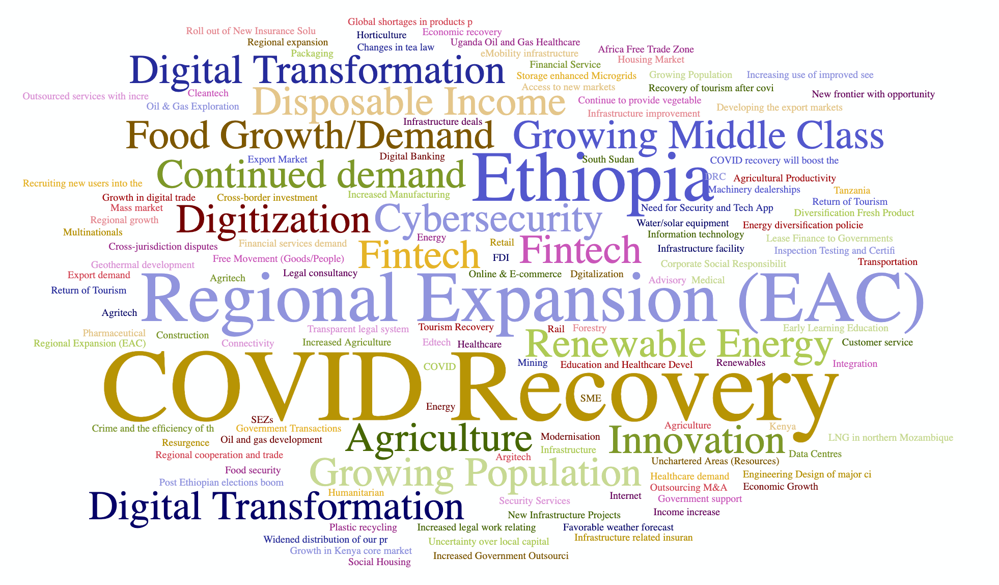 Global shortages in products p
Roll out of New Insurance Solu
Horticulture
Economic recovery
Regional expansion
Changes in tea law
Uganda Oil and Gas Healthcare
Packaging
eMobility infrastructure
Africa Free Trade Zone
Digital Transformation
Financial Service
Housing Market
Storage enhanced Microgrids
Growing Population
Increasing use of improved see
Outsourced services with incre
Cleantech
Disposable Income
Access to new markets
Recovery of tourism after covi
New frontier with opportunity
Oil & Gas Exploration
Continue to provide vegetable
Developing the export markets
Infrastructure improvement
Infrastructure deals
Food Growth/Demand
Growing Middle Class
Export Market
Digital Banking
South Sudan
COVID recovery will boost the
Continued demand
Ethiopia
DRC
Agricultural Productivity
Recruiting new users into the
Machinery dealerships
Tanzania
Growth in digital trade
Cross-border investment
Increased Manufacturing
Return of Tourism
Mass market
Need for Security and Tech App
Diversification Fresh Product
Regional growth
Digitization
Cybersecurity
Water/solar equipment
Energy diversification policie
Multinationals
Information technology
Lease Finance to Governments
Cross-jurisdiction disputes
Financial services demand
Energy
Retail
Infrastructure facility
Inspection Testing and Certifi
Fintech
FDI
Fintech
Free Movement (Goods/People)
Geothermal development
Corporate Social Responsibilit
Transportation
Export demand
Agritech
Legal consultancy
Online & E-commerce
Dgitalization
Advisory
Medical
Return of Tourism
Regional Expansion (EAC)
Agritech
Pharmaceutical
Construction
Transparent legal system
Tourism Recovery
Rail
Forestry
Early Learning Education
Regional Expansion (EAC)
Connectivity
Increased Agriculture
Edtech
Healthcare
Renewable Energy
Customer service
COVID
Mining
Education and Healthcare Devel
Renewables
Integration
COVID Recovery
SME
Energy
SEZs
Crime and the efficiency of th
Government Transactions
Agriculture
Kenya
Resurgence
Oil and gas development
Agriculture
Modernisation
Innovation
LNG in northern Mozambique
Regional cooperation and trade
Infrastructure
Data Centres
Argitech
Unchartered Areas (Resources)
Food security
Growing Population
Healthcare demand
Engineering Design of major ci
Post Ethiopian elections boom
Outsourcing M&A
Economic Growth
Humanitarian
Internet
Government support
Digital Transformation
Security Services
Income increase
New Infrastructure Projects
Plastic recycling
Increased legal work relating
Favorable weather forecast
Widened distribution of our pr
Uncertainty over local capital
Infrastructure related insuran
Growth in Kenya core market
Increased Government Outsourci
Social Housing